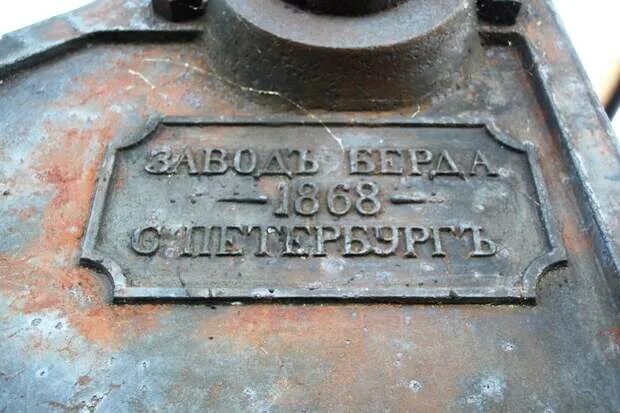 ЗАВОДЪ БЕРДА
– 1868 –
С ПЕТЕРБУРГЪ